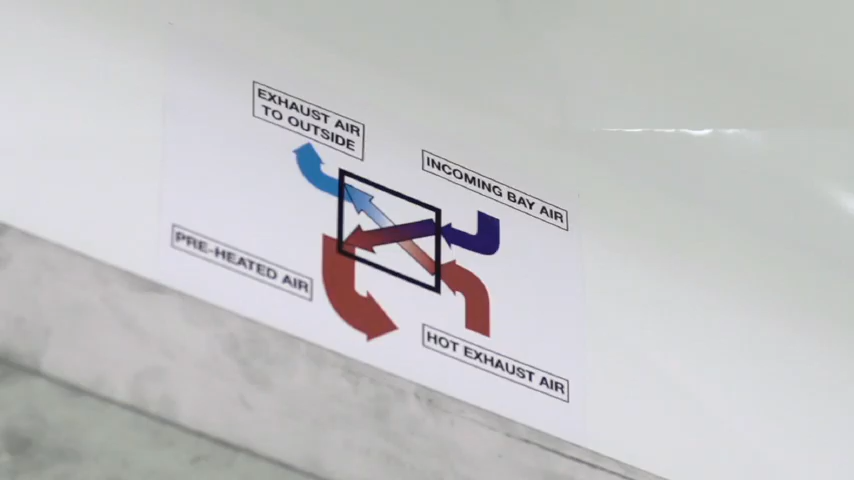 EXHAUST AIR
TO OUTSIDE
INCOMING BAY AIR
PRE-HEATED AIR
HOT EXHAUST AIR